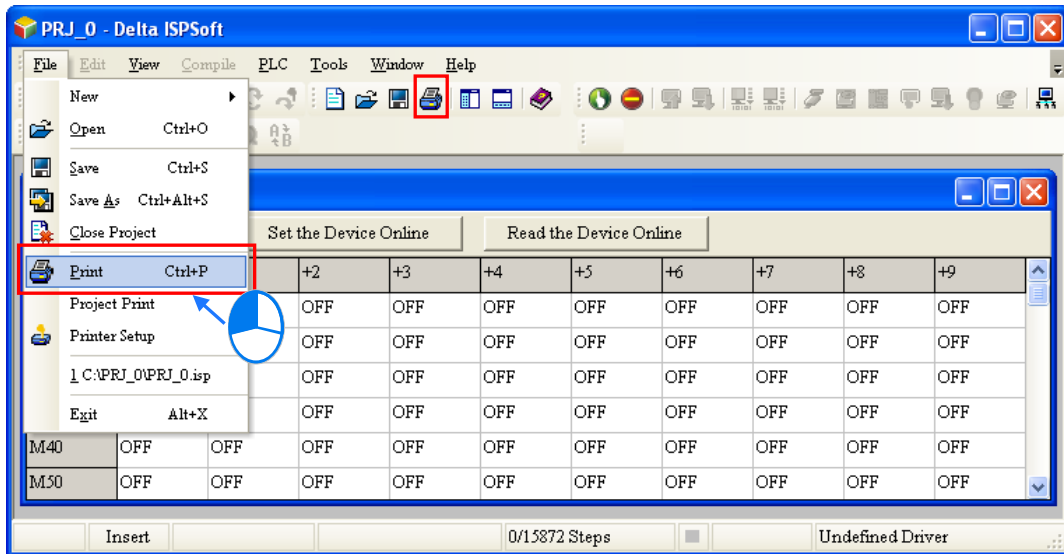 PRJ_0 - Delta ISPSoft
File Edit View Compile PLC Tools Window Help
New
Open Ctrl+O
Save Ctrl+S
Save As Ctrl+Alt+S
Close Project
Set the Device Online Read the Device Online
Print Ctrl+P
+2 +3 +4 +5 +6 +7 +8 +9
Project Print
OFF OFF OFF OFF OFF OFF OFF OFF
Printer Setup
OFF OFF OFF OFF OFF OFF OFF OFF
1 C:\PRJ_0\PRJ_0.isp
OFF OFF OFF OFF OFF OFF OFF OFF
Exit Alt+X
OFF OFF OFF OFF OFF OFF OFF OFF
M40 OFF OFF OFF OFF OFF OFF OFF OFF OFF OFF
M50 OFF OFF OFF OFF OFF OFF OFF OFF OFF OFF
Insert 0/15872 Steps Undefined Driver